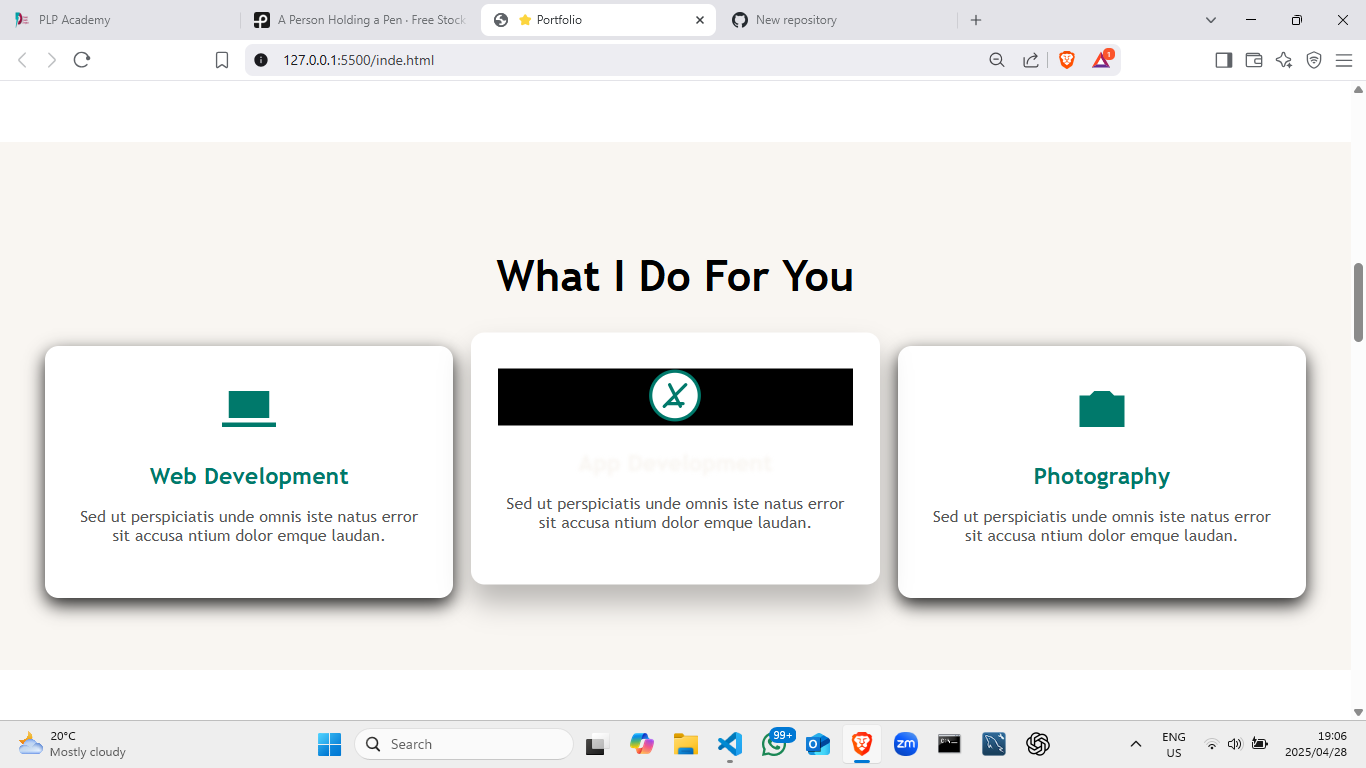 PLP Academy
A Person Holding a Pen · Free Stock
Portfolio
New repository
127.0.0.1:5500/inde.html
1
What I Do For You
Web Development
Sed ut perspiciatis unde omnis iste natus error
sit accusa ntium dolor emque laudan.
App Development
Sed ut perspiciatis unde omnis iste natus error
sit accusa ntium dolor emque laudan.
Photography
Sed ut perspiciatis unde omnis iste natus error
sit accusa ntium dolor emque laudan.
20°C
Mostly cloudy
Search
99+
zm
ENG
US
19:06
2025/04/28